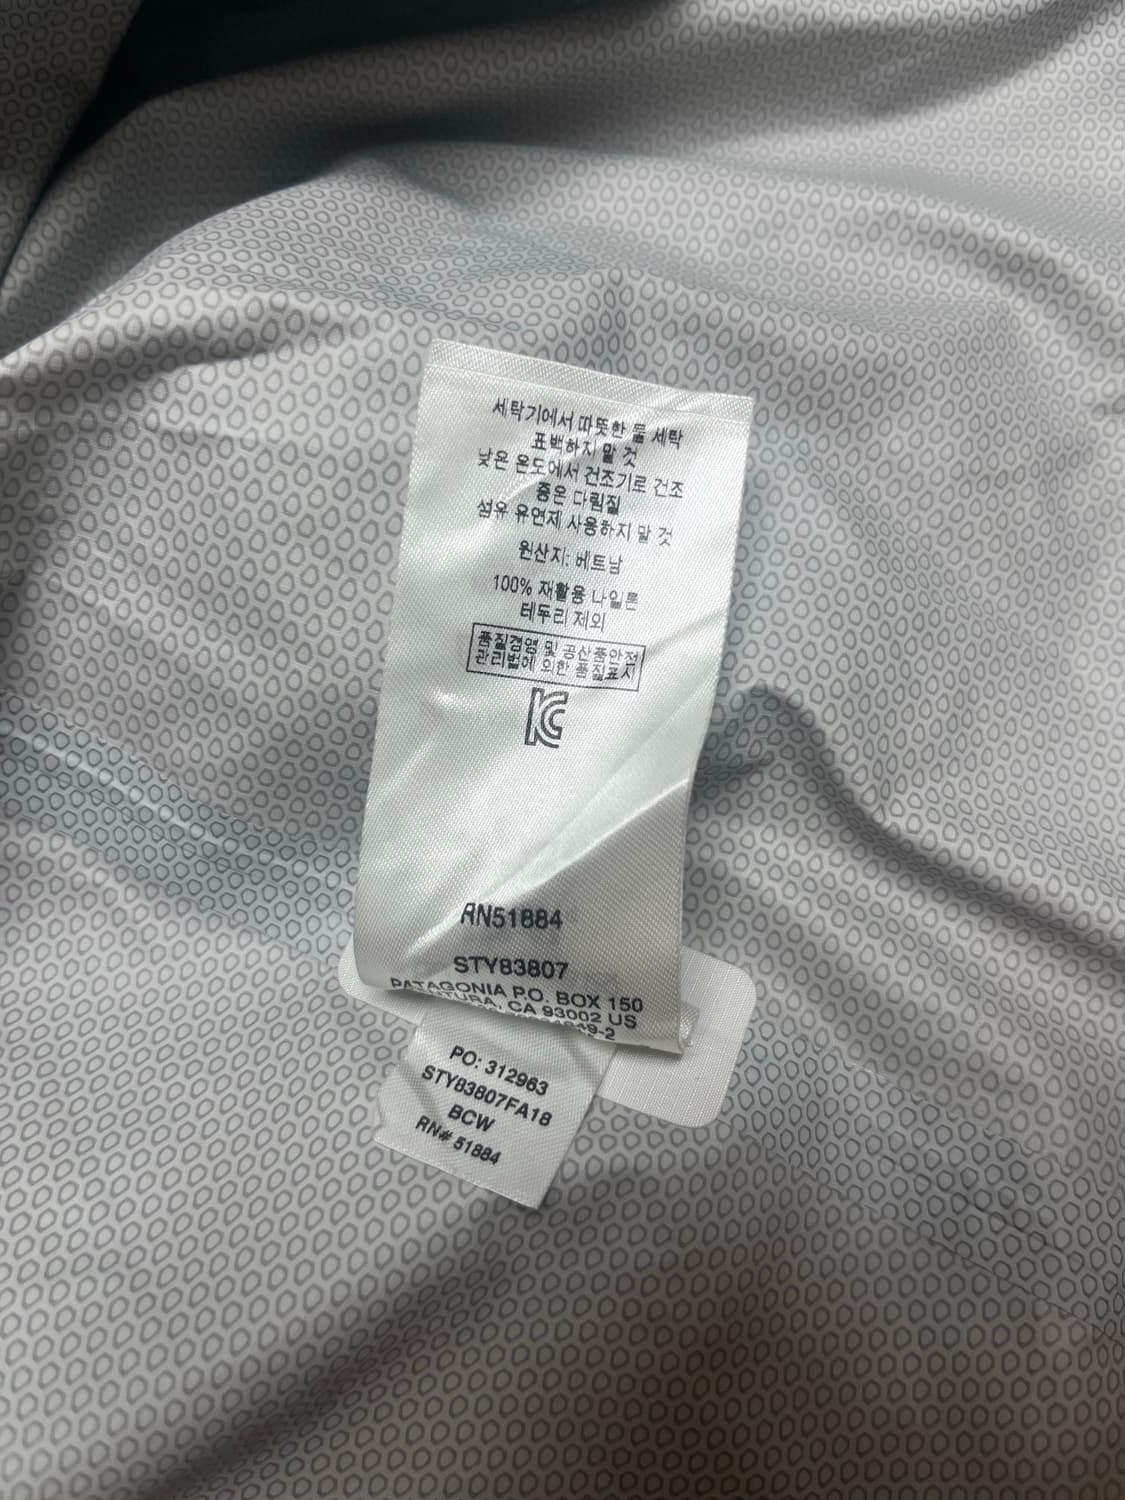 세탁기에서 따뜻한 물 세탁
표백하지 말 것
낮은 온도에서 건조기로 건조
중온 다림질
섬유 유연제 사용하지 말 것
원산지: 베트남
100% 재활용 나일론
테두리 제외
품질경영 및 공산품안전
관리법에 의한 품질표시
KC
RN51884
STY83807
PATAGONIA P.O. BOX 150
CA 93002 US
PO: 312963
STY83807FA18
BCW
RN# 51884